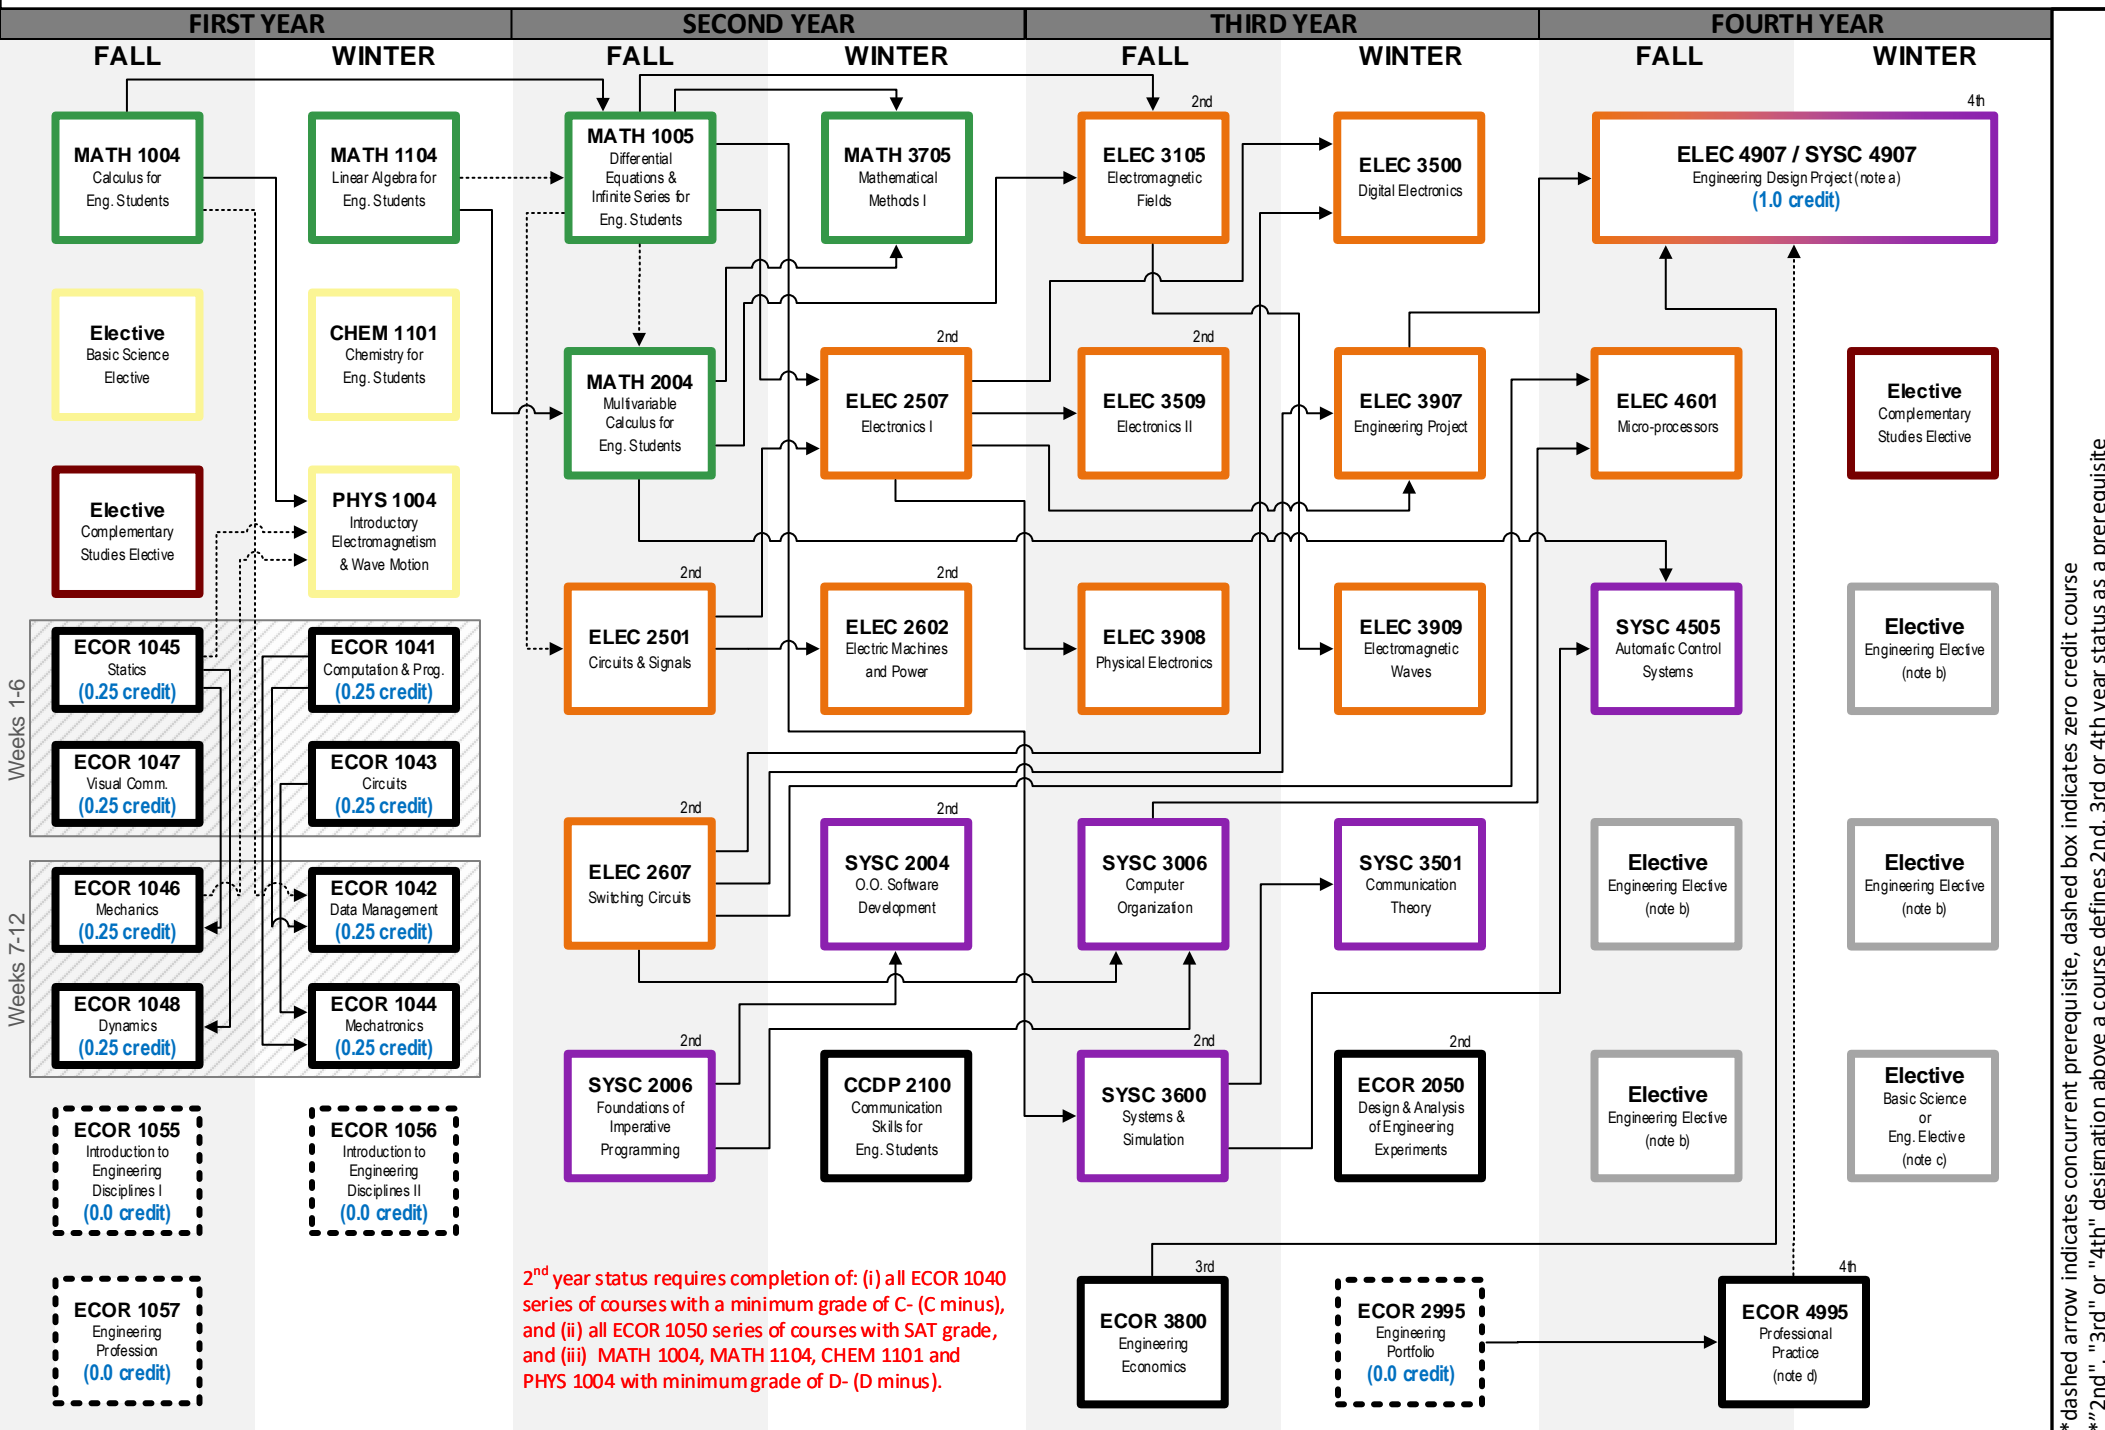 FIRST YEAR
SECOND YEAR
THIRD YEAR
FOURTH YEAR
FALL
WINTER
FALL
WINTER
FALL
WINTER
FALL
WINTER
MATH 1004
Calculus for
Eng. Students
MATH 1104
Linear Algebra for
Eng. Students
MATH 1005
Differential
Equations &
Infinite Series for
Eng. Students
MATH 3705
Mathematical
Methods I
2nd
ELEC 3105
Electromagnetic
Fields
ELEC 3500
Digital Electronics
4th
ELEC 4907 / SYSC 4907
Engineering Design Project (note a)
(1.0 credit)
Elective
Basic Science
Elective
CHEM 1101
Chemistry for
Eng. Students
MATH 2004
Multivariable
Calculus for
Eng. Students
2nd
ELEC 2507
Electronics I
2nd
ELEC 3509
Electronics II
ELEC 3907
Engineering Project
ELEC 4601
Micro-processors
Elective
Complementary
Studies Elective
Elective
Complementary
Studies Elective
PHYS 1004
Introductory
Electromagnetism
& Wave Motion
2nd
ELEC 2501
Circuits & Signals
2nd
ELEC 2602
Electric Machines
and Power
ELEC 3908
Physical Electronics
ELEC 3909
Electromagnetic
Waves
SYSC 4505
Automatic Control
Systems
Elective
Engineering Elective
(note b)
Weeks 1-6
ECOR 1045
Statics
(0.25 credit)
ECOR 1041
Computation & Prog.
(0.25 credit)
ECOR 1047
Visual Comm.
(0.25 credit)
ECOR 1043
Circuits
(0.25 credit)
Weeks 7-12
ECOR 1046
Mechanics
(0.25 credit)
ECOR 1042
Data Management
(0.25 credit)
ECOR 1048
Dynamics
(0.25 credit)
ECOR 1044
Mechatronics
(0.25 credit)
2nd
ELEC 2607
Switching Circuits
2nd
SYSC 2004
O.O. Software
Development
SYSC 3006
Computer
Organization
SYSC 3501
Communication
Theory
Elective
Engineering Elective
(note b)
Elective
Engineering Elective
(note b)
2nd
SYSC 2006
Foundations of
Imperative
Programming
CCDP 2100
Communication
Skills for
Eng. Students
2nd
SYSC 3600
Systems &
Simulation
2nd
ECOR 2050
Design & Analysis
of Engineering
Experiments
Elective
Engineering Elective
(note b)
Elective
Basic Science
or
Eng. Elective
(note c)
ECOR 1055
Introduction to
Engineering
Disciplines I
(0.0 credit)
ECOR 1056
Introduction to
Engineering
Disciplines II
(0.0 credit)
ECOR 1057
Engineering
Profession
(0.0 credit)
2nd year status requires completion of: (i) all ECOR 1040
series of courses with a minimum grade of C- (C minus),
and (ii) all ECOR 1050 series of courses with SAT grade,
and (iii) MATH 1004, MATH 1104, CHEM 1101 and
PHYS 1004 with minimum grade of D- (D minus).
3rd
ECOR 3800
Engineering
Economics
ECOR 2995
Engineering
Portfolio
(0.0 credit)
4th
ECOR 4995
Professional
Practice
(note d)
*dashed arrow indicates concurrent prerequisite, dashed box indicates zero credit course
*"2nd", "3rd" or "4th" designation above a course defines 2nd, 3rd or 4th year status as a prerequisite